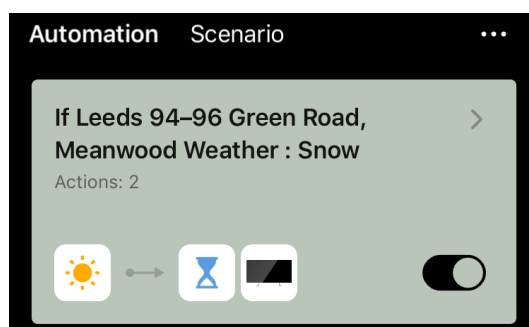 Automation Scenario
If Leeds 94–96 Green Road,
Meanwood Weather : Snow
Actions: 2